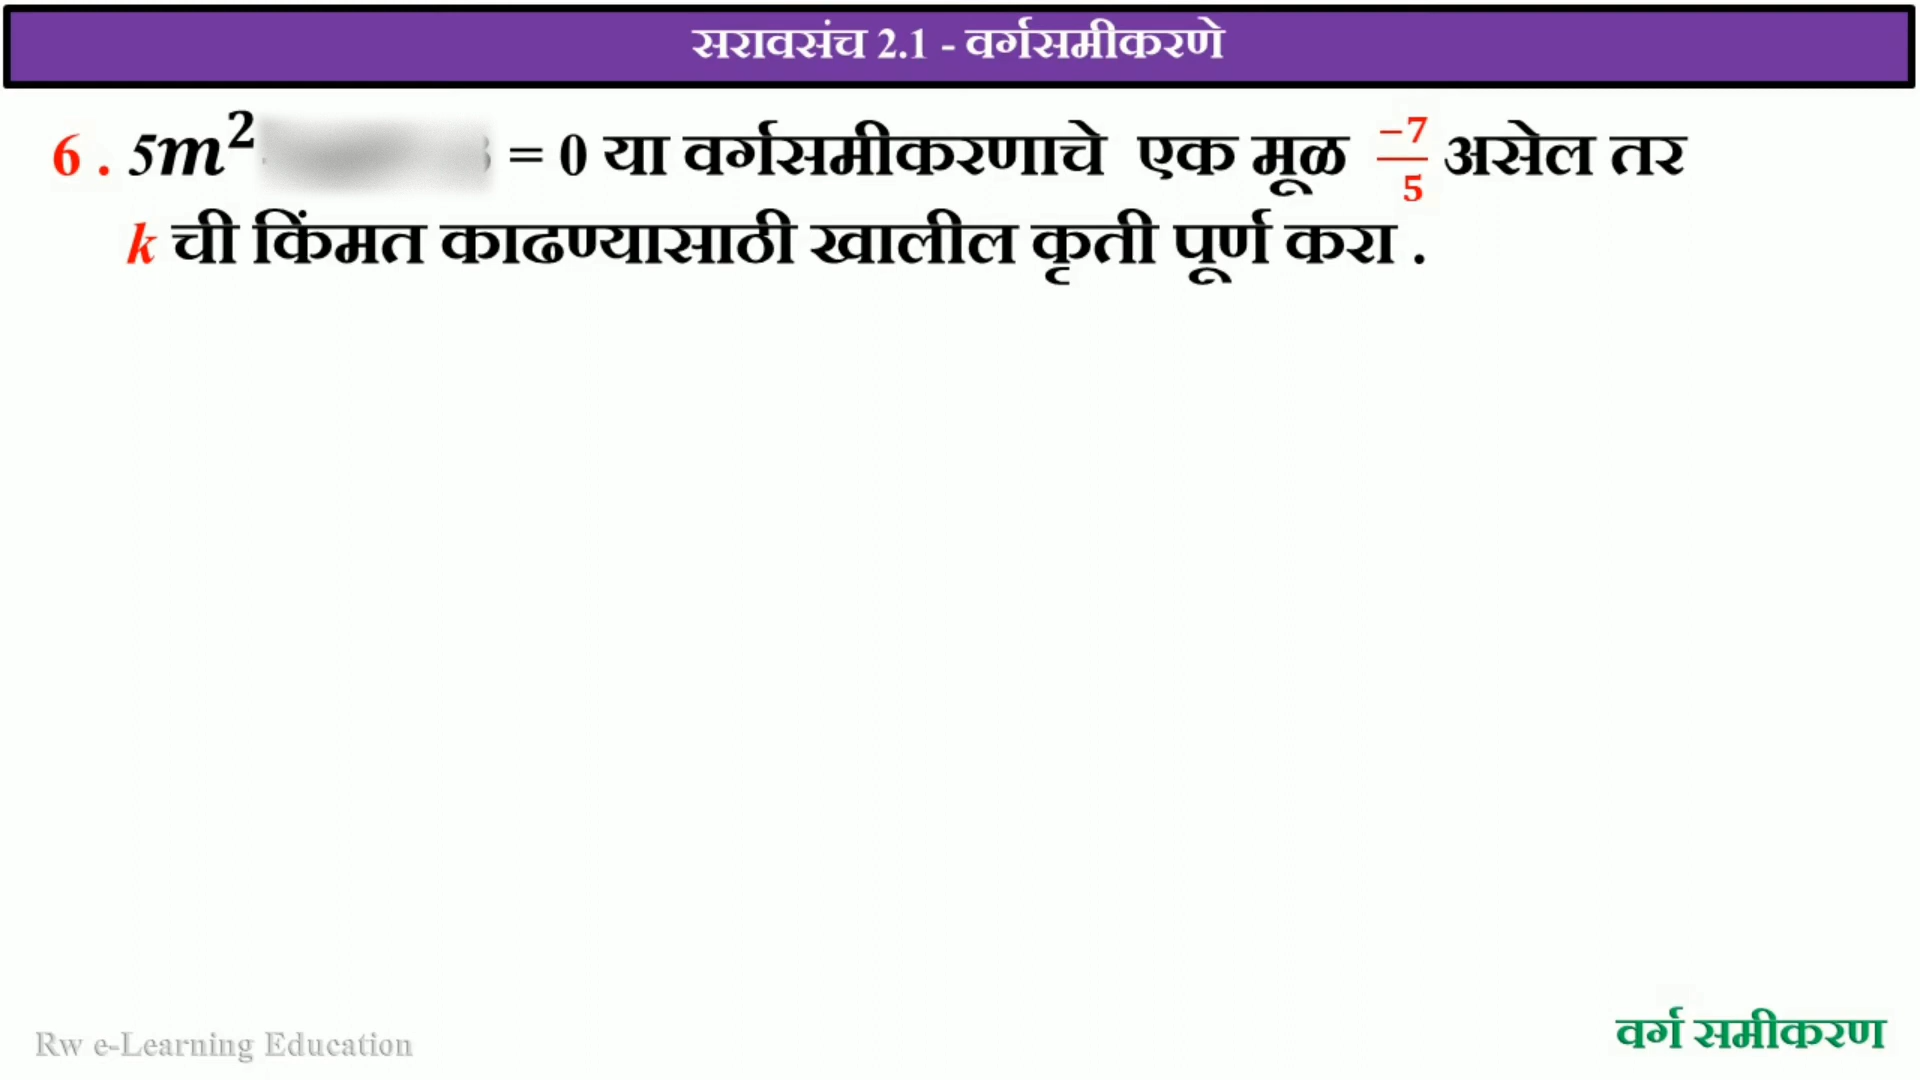 सरावसंच 2.1 - वर्गसमीकरणे
6 . 5m² = 0 या वर्गसमीकरणाचे एक मूळ −7/5 असेल तर
k ची किंमत काढण्यासाठी खालील कृती पूर्ण करा .
Rw e-Learning Education
वर्ग समीकरण